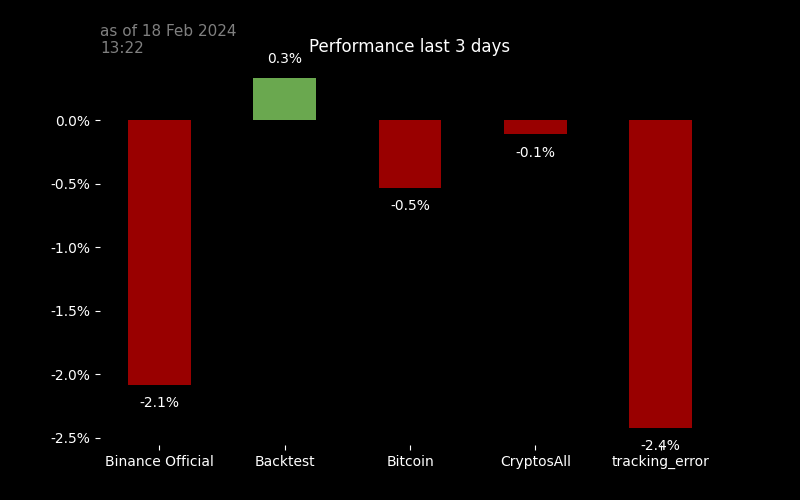 as of 18 Feb 2024
13:22
Performance last 3 days
0.3%
0.0%
-0.1%
-0.5%
-0.5%
-1.0%
-1.5%
-2.0%
-2.1%
-2.5%
-2.4%
Binance Official
Backtest
Bitcoin
CryptosAll
tracking_error